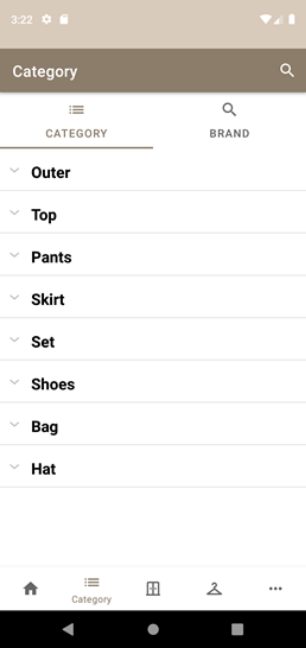 3:22
Category
CATEGORY
BRAND
Outer
Top
Pants
Skirt
Set
Shoes
Bag
Hat
Category